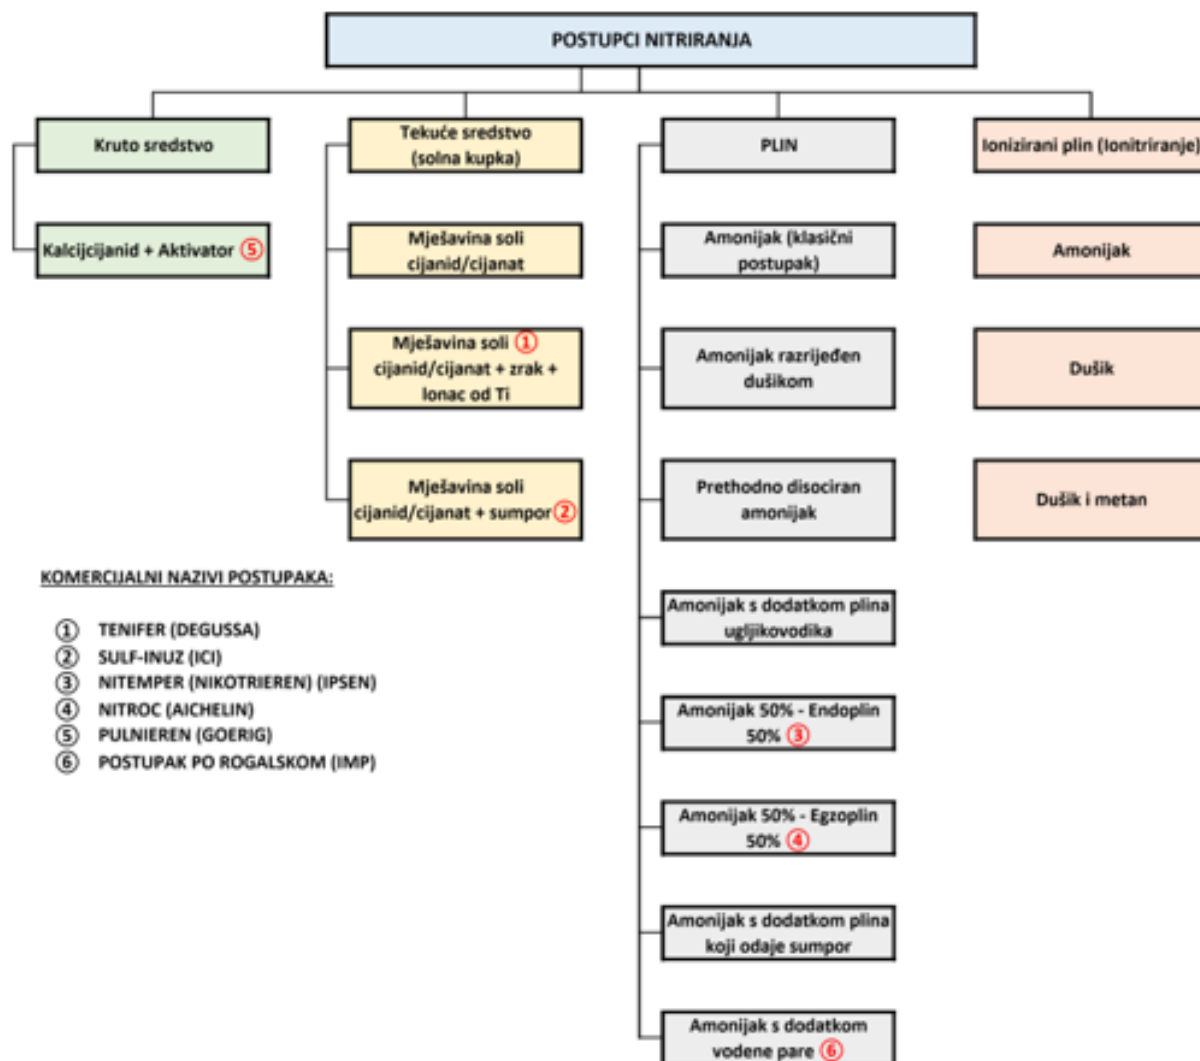 POSTUPCI NITRIRANJA
Kruto sredstvo
Kalcijcijanid + Aktivator ⑤
Tekuće sredstvo
(solna kupka)
Mješavina soli
cijanid/cijanat
Mješavina soli ①
cijanid/cijanat + zrak +
lonac od Ti
Mješavina soli
cijanid/cijanat + sumpor ②
PLIN
Amonijak (klasični
postupak)
Amonijak razrijeđen
dušikom
Prethodno disociran
amonijak
Amonijak s dodatkom plina
ugljikovodika
Amonijak 50% - Endoplin
50% ③
Amonijak 50% - Egzoplin
50% ④
Amonijak s dodatkom plina
koji odaje sumpor
Amonijak s dodatkom
vodene pare ⑥
Ionizirani plin (Ionitriranje)
Amonijak
Dušik
Dušik i metan
KOMERCIJALNI NAZIVI POSTUPAKA:
① TENIFER (DEGUSSA)
② SULF-INUZ (ICI)
③ NITEMPER (NIKOTRIEREN) (IPSEN)
④ NITROC (AICHELIN)
⑤ PULNIEREN (GOERIG)
⑥ POSTUPAK PO ROGALSKOM (IMP)